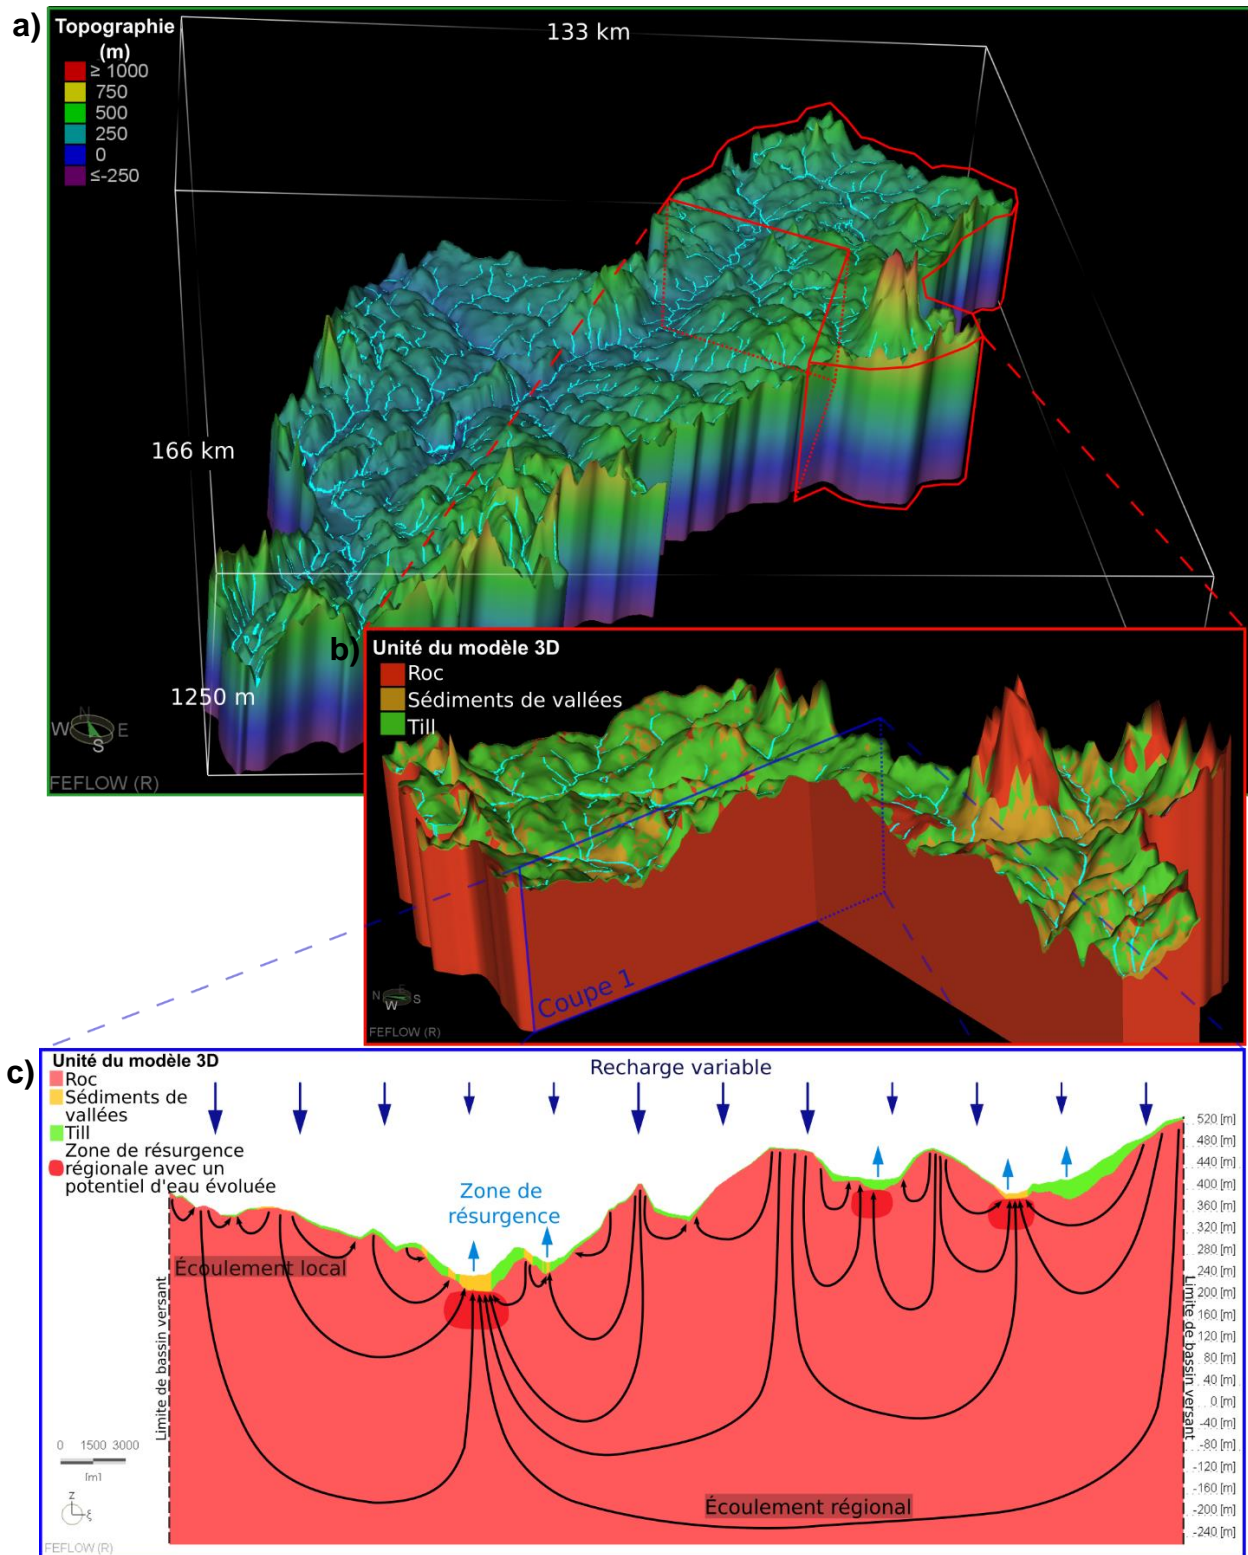 a)
Topographie
(m)
≥ 1000
750
500
250
0
≤-250
133 km
166 km
1250 m
N
W
E
S
FEFLOW (R)
b)
Unité du modèle 3D
Roc
Sédiments de vallées
Till
Coupe 1
N
E
W
S
FEFLOW (R)
c)
Unité du modèle 3D
Roc
Sédiments de
vallées
Till
Zone de résurgence
régionale avec un
potentiel d'eau évoluée
Recharge variable
Zone de
résurgence
Écoulement local
Écoulement régional
Limite de bassin versant
Limite de bassin versant
520 [m]
480 [m]
440 [m]
400 [m]
360 [m]
320 [m]
280 [m]
240 [m]
200 [m]
160 [m]
120 [m]
80 [m]
40 [m]
0 [m]
-40 [m]
-80 [m]
-120 [m]
-160 [m]
-200 [m]
-240 [m]
0 1500 3000
[m]
Z
ξ
FEFLOW (R)